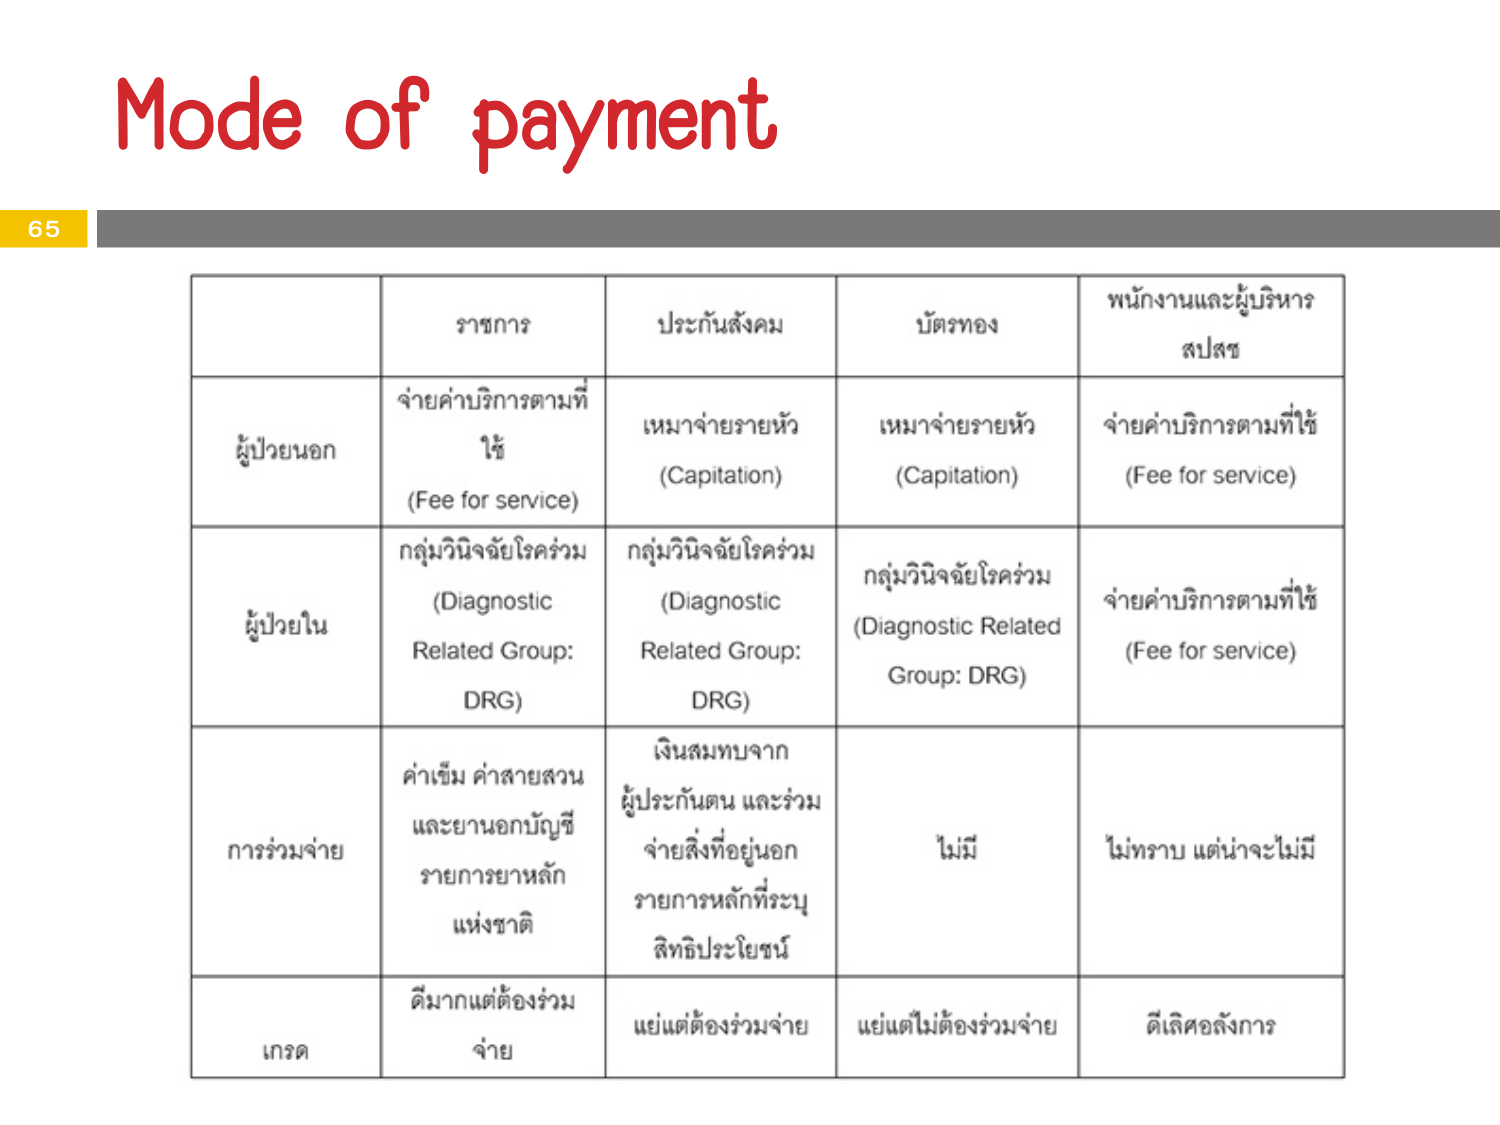 Mode of payment
65
ราชการ
ประกันสังคม
บัตรทอง
พนักงานและผู้บริหาร
สปสช
ผู้ป่วยนอก
จ่ายค่าบริการตามที่
ใช้
(Fee for service)
เหมาจ่ายรายหัว
(Capitation)
เหมาจ่ายรายหัว
(Capitation)
จ่ายค่าบริการตามที่ใช้
(Fee for service)
ผู้ป่วยใน
กลุ่มวินิจฉัยโรคร่วม
(Diagnostic
Related Group:
DRG)
กลุ่มวินิจฉัยโรคร่วม
(Diagnostic
Related Group:
DRG)
กลุ่มวินิจฉัยโรคร่วม
(Diagnostic Related
Group: DRG)
จ่ายค่าบริการตามที่ใช้
(Fee for service)
การร่วมจ่าย
ค่าเข็ม ค่าสายสวน
และยานอกบัญชี
รายการยาหลัก
แห่งชาติ
เงินสมทบจาก
ผู้ประกันตน และร่วม
จ่ายสิ่งที่อยู่นอก
รายการหลักที่ระบุ
สิทธิประโยชน์
ไม่มี
ไม่ทราบ แต่น่าจะไม่มี
เกรด
ดีมากแต่ต้องร่วม
จ่าย
แย่แต่ต้องร่วมจ่าย
แย่แต่ไม่ต้องร่วมจ่าย
ดีเลิศอลังการ